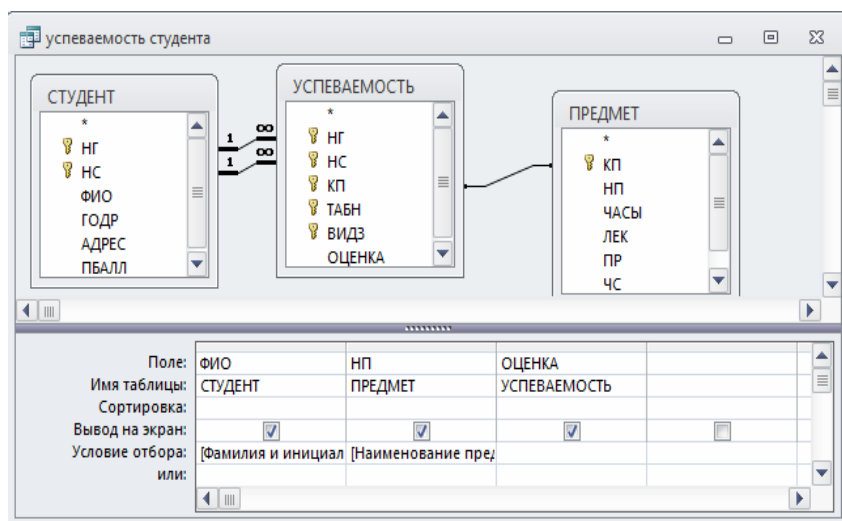 успеваемость студента
СТУДЕНТ
*
НГ
НС
ФИО
ГОДР
АДРЕС
ПБАЛЛ
1 ∞
1 ∞
УСПЕВАЕМОСТЬ
*
НГ
НС
КП
ТАБН
ВИДЗ
ОЦЕНКА
ПРЕДМЕТ
*
КП
НП
ЧАСЫ
ЛЕК
ПР
ЧС
Поле: ФИО НП ОЦЕНКА
Имя таблицы: СТУДЕНТ ПРЕДМЕТ УСПЕВАЕМОСТЬ
Сортировка:
Вывод на экран:
Условие отбора: [Фамилия и инициал [Наименование пред
или: